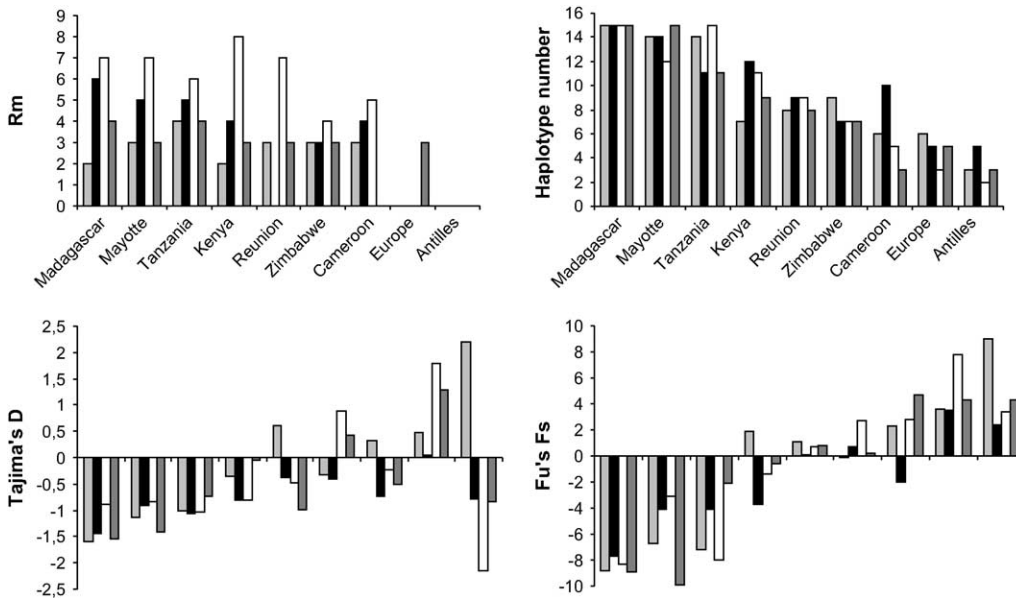 Rm
9
8
7
6
5
4
3
2
1
0
Madagascar
Mayotte
Tanzania
Kenya
Reunion
Zimbabwe
Cameroon
Europe
Antilles
Haplotype number
16
14
12
10
8
6
4
2
0
Madagascar
Mayotte
Tanzania
Kenya
Reunion
Zimbabwe
Cameroon
Europe
Antilles
Tajima's D
2,5
2
1,5
1
0,5
0
-0,5
-1
-1,5
-2
-2,5
Fu's Fs
10
8
6
4
2
0
-2
-4
-6
-8
-10